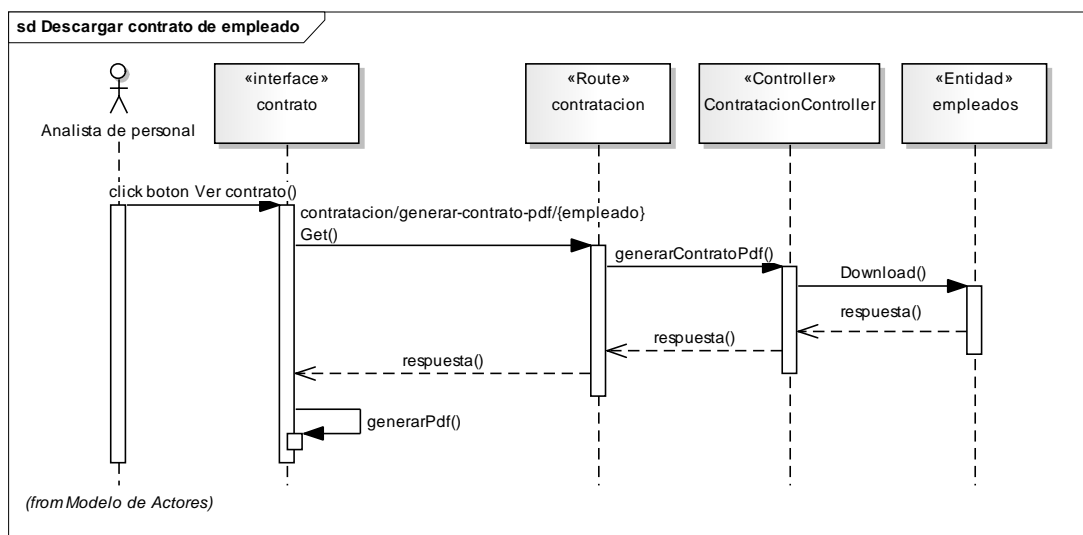 sd Descargar contrato de empleado
«interface»
contrato
«Route»
contratacion
«Controller»
ContratacionController
«Entidad»
empleados
Analista de personal
click boton Ver contrato()
contratacion/generar-contrato-pdf/{empleado}
Get()
generarContratoPdf()
Download()
respuesta()
respuesta()
respuesta()
generarPdf()
(from Modelo de Actores)